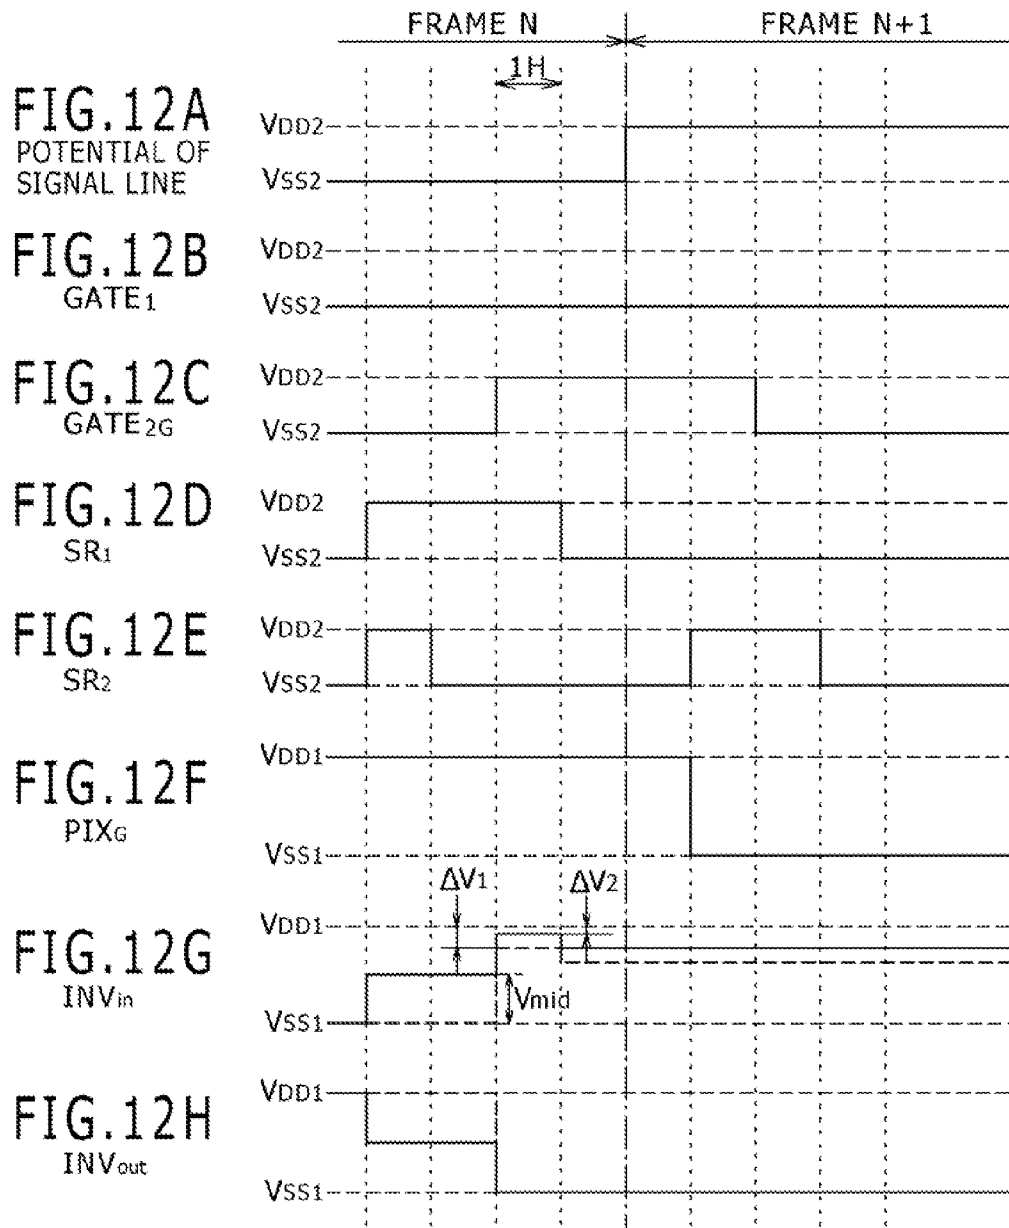 FRAME N
FRAME N+1
1H
FIG.12A
POTENTIAL OF
SIGNAL LINE
VDD2
VSS2
FIG.12B
GATE1
VDD2
VSS2
FIG.12C
GATE2G
VDD2
VSS2
FIG.12D
SR1
VDD2
VSS2
FIG.12E
SR2
VDD2
VSS2
FIG.12F
PIXG
VDD1
VSS1
ΔV1
ΔV2
FIG.12G
INVin
VDD1
Vmid
VSS1
FIG.12H
INVout
VDD1
VSS1